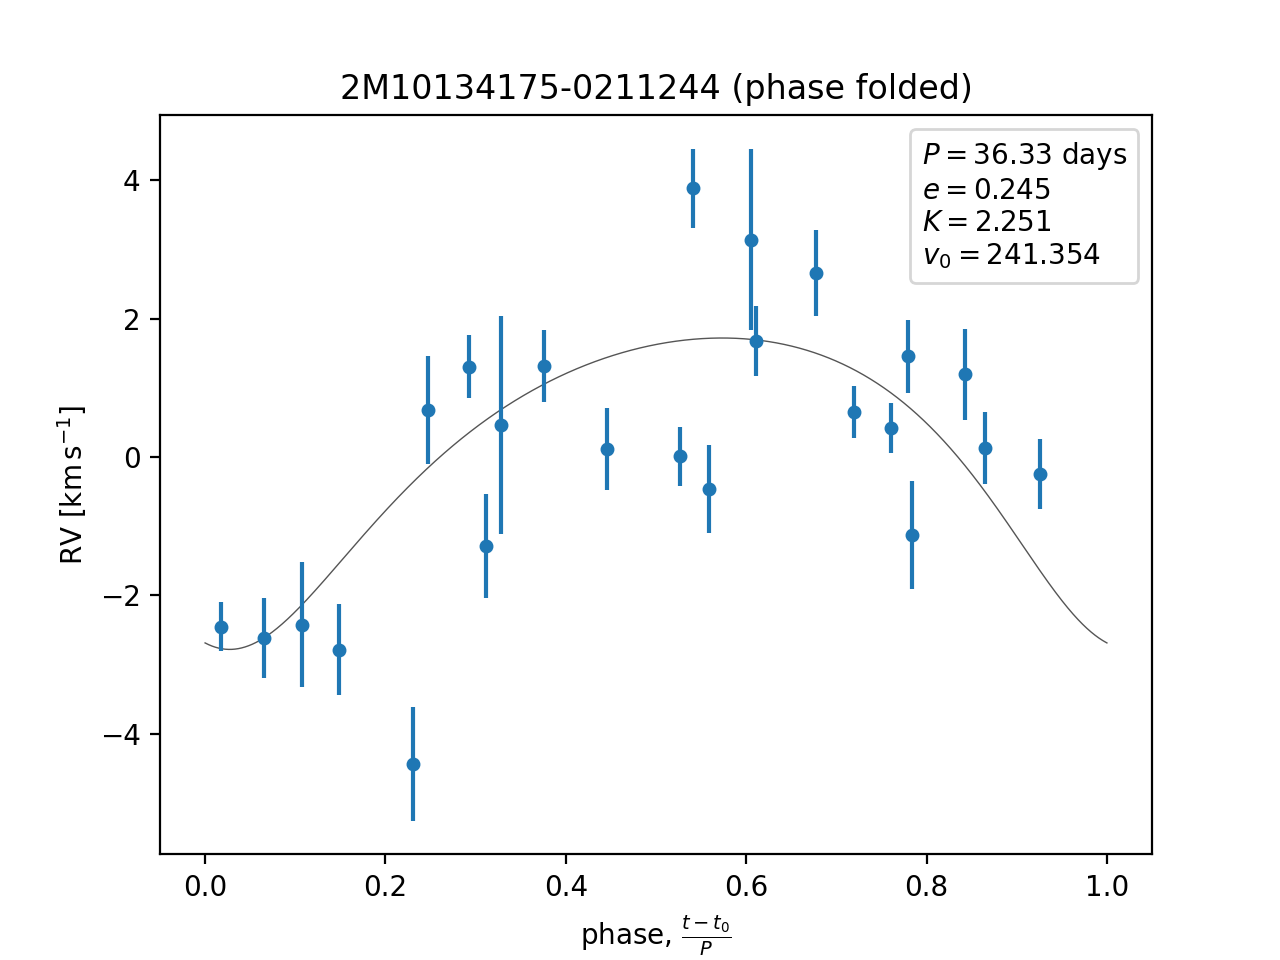 2M10134175-0211244 (phase folded)
P = 36.33 days
e = 0.245
K = 2.251
v₀ = 241.354
4
2
0
−2
−4
RV [km s⁻¹]
0.0 0.2 0.4 0.6 0.8 1.0
phase, (t − t₀)/P